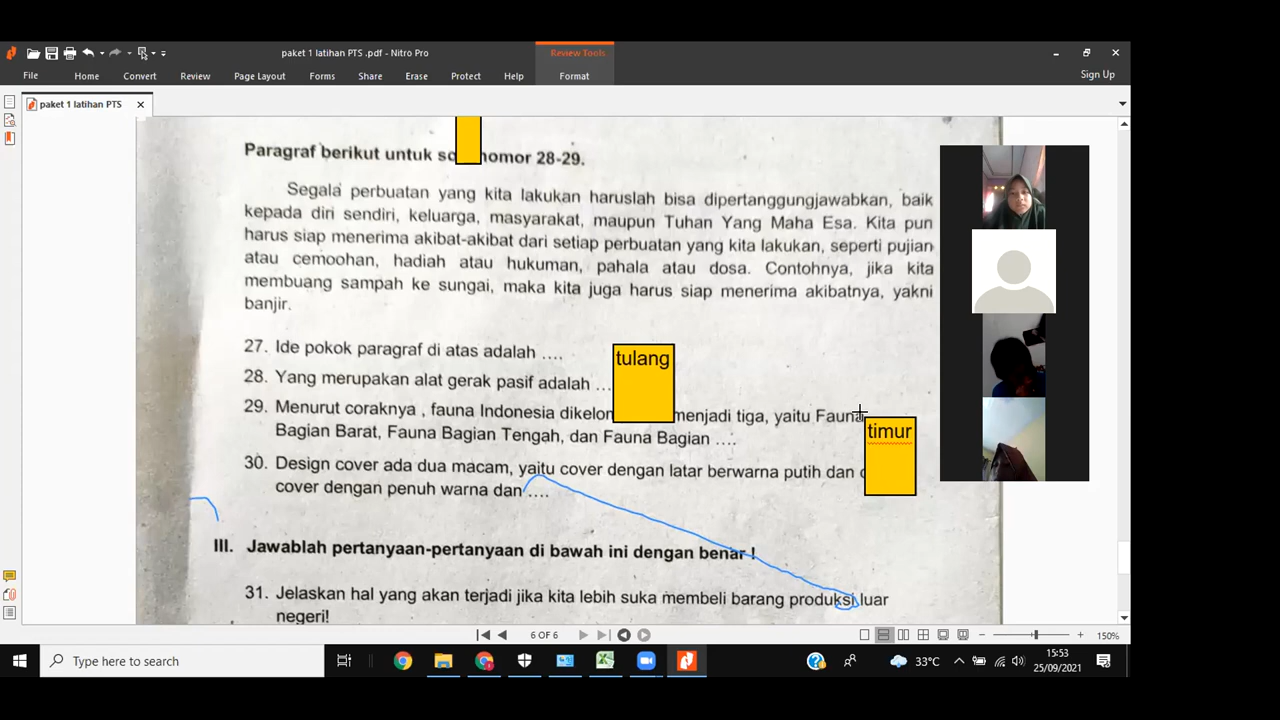 paket 1 latihan PTS .pdf - Nitro Pro
Review Tools
File Home Convert Review Page Layout Forms Share Erase Protect Help Format
Sign Up
paket 1 latihan PTS
Paragraf berikut untuk nomor 28-29.
Segala perbuatan yang kita lakukan haruslah bisa dipertanggungjawabkan, baik
kepada diri sendiri, keluarga, masyarakat, maupun Tuhan Yang Maha Esa. Kita pun
harus siap menerima akibat-akibat dari setiap perbuatan yang kita lakukan, seperti pujian
atau cemoohan, hadiah atau hukuman, pahala atau dosa. Contohnya, jika kita
membuang sampah ke sungai, maka kita juga harus siap menerima akibatnya, yakni
banjir.
27. Ide pokok paragraf di atas adalah ....
28. Yang merupakan alat gerak pasif adalah ...
tulang
29. Menurut coraknya , fauna Indonesia menjadi tiga, yaitu Fauna
Bagian Barat, Fauna Bagian Tengah, dan Fauna Bagian ....
timur
30. Design cover ada dua macam, yaitu cover dengan latar berwarna putih dan
cover dengan penuh warna dan ....
III. Jawablah pertanyaan-pertanyaan di bawah ini dengan benar !
31. Jelaskan hal yang akan terjadi jika kita lebih suka membeli barang produksi luar
negeri!
6 OF 6
150%
Type here to search
33°C
15:53
25/09/2021